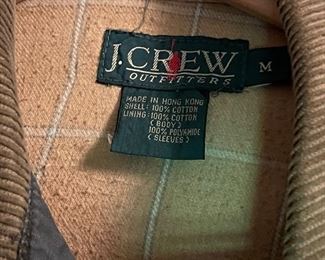 J.CREW
OUTFITTERS
M
MADE IN HONG KONG
SHELL: 100% COTTON
LINING: 100% COTTON
(BODY)
100% POLYAMIDE
(SLEEVES)